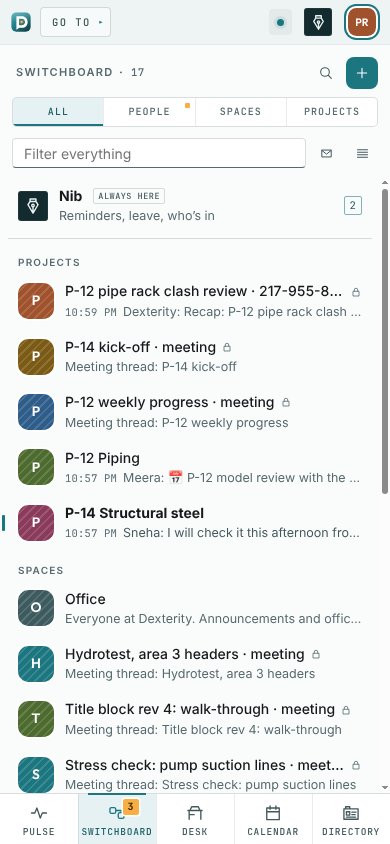 D GO TO ▸ PR
SWITCHBOARD · 17
ALL PEOPLE SPACES PROJECTS
Filter everything
Nib ALWAYS HERE
Reminders, leave, who’s in
2
PROJECTS
P P-12 pipe rack clash review · 217-955-8…
10:59 PM Dexterity: Recap: P-12 pipe rack clash …
P P-14 kick-off · meeting
Meeting thread: P-14 kick-off
P P-12 weekly progress · meeting
Meeting thread: P-12 weekly progress
P P-12 Piping
10:57 PM Meera: 📅 P-12 model review with the …
P P-14 Structural steel
10:57 PM Sneha: I will check it this afternoon fro…
SPACES
O Office
Everyone at Dexterity. Announcements and offic…
H Hydrotest, area 3 headers · meeting
Meeting thread: Hydrotest, area 3 headers
T Title block rev 4: walk-through · meeting
Meeting thread: Title block rev 4: walk-through
S Stress check: pump suction lines · meet…
Meeting thread: Stress check: pump suction lines
3
PULSE SWITCHBOARD DESK CALENDAR DIRECTORY